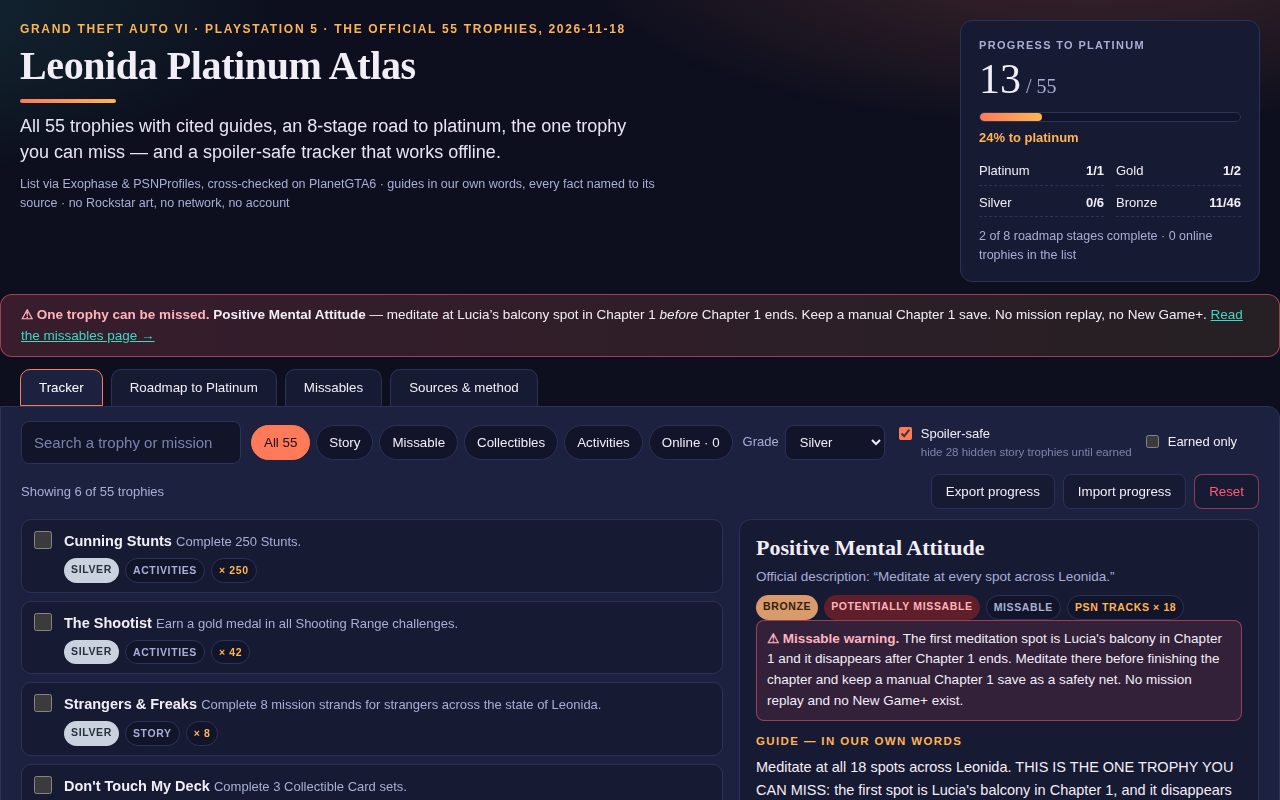 GRAND THEFT AUTO VI · PLAYSTATION 5 · THE OFFICIAL 55 TROPHIES, 2026-11-18
Leonida Platinum Atlas
All 55 trophies with cited guides, an 8-stage road to platinum, the one trophy
you can miss — and a spoiler-safe tracker that works offline.
List via Exophase & PSNProfiles, cross-checked on PlanetGTA6 · guides in our own words, every fact named to its
source · no Rockstar art, no network, no account
PROGRESS TO PLATINUM
13 / 55
24% to platinum
Platinum 1/1 Gold 1/2
Silver 0/6 Bronze 11/46
2 of 8 roadmap stages complete · 0 online
trophies in the list
⚠ One trophy can be missed. Positive Mental Attitude — meditate at Lucia's balcony spot in Chapter 1 before Chapter 1 ends. Keep a manual Chapter 1 save. No mission replay, no New Game+. Read
the missables page →
Tracker Roadmap to Platinum Missables Sources & method
Search a trophy or mission All 55 Story Missable Collectibles Activities Online · 0 Grade Silver Spoiler-safe Earned only
hide 28 hidden story trophies until earned
Showing 6 of 55 trophies Export progress Import progress Reset
Cunning Stunts Complete 250 Stunts.
SILVER ACTIVITIES × 250
The Shootist Earn a gold medal in all Shooting Range challenges.
SILVER ACTIVITIES × 42
Strangers & Freaks Complete 8 mission strands for strangers across the state of Leonida.
SILVER STORY × 8
Don't Touch My Deck Complete 3 Collectible Card sets.
Positive Mental Attitude
Official description: “Meditate at every spot across Leonida.”
BRONZE POTENTIALLY MISSABLE MISSABLE PSN TRACKS × 18
⚠ Missable warning. The first meditation spot is Lucia's balcony in Chapter
1 and it disappears after Chapter 1 ends. Meditate there before finishing the
chapter and keep a manual Chapter 1 save as a safety net. No mission
replay and no New Game+ exist.
GUIDE — IN OUR OWN WORDS
Meditate at all 18 spots across Leonida. THIS IS THE ONE TROPHY YOU
CAN MISS: the first spot is Lucia's balcony in Chapter 1, and it disappears